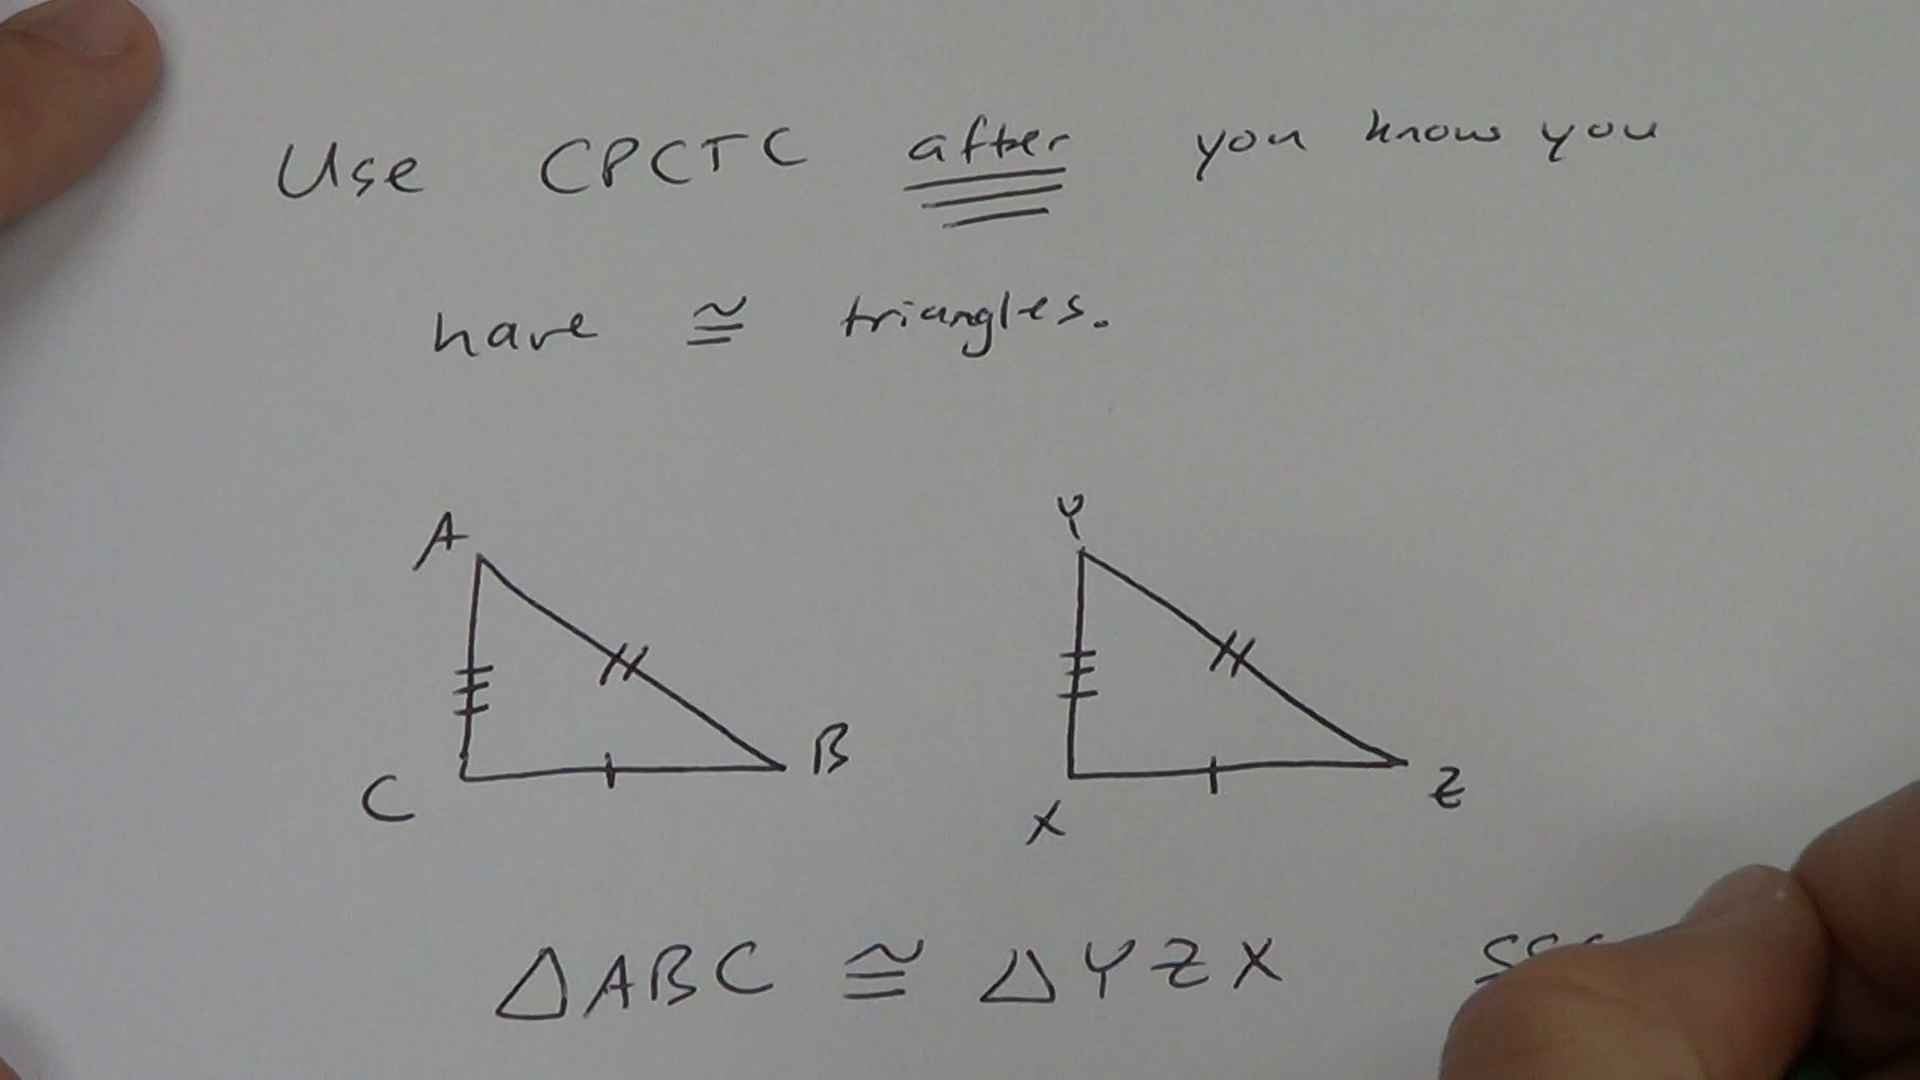 Use CPCTC after you know you
have ≅ triangles.
A
Y
B
C
Z
X
△ABC ≅ △YZX